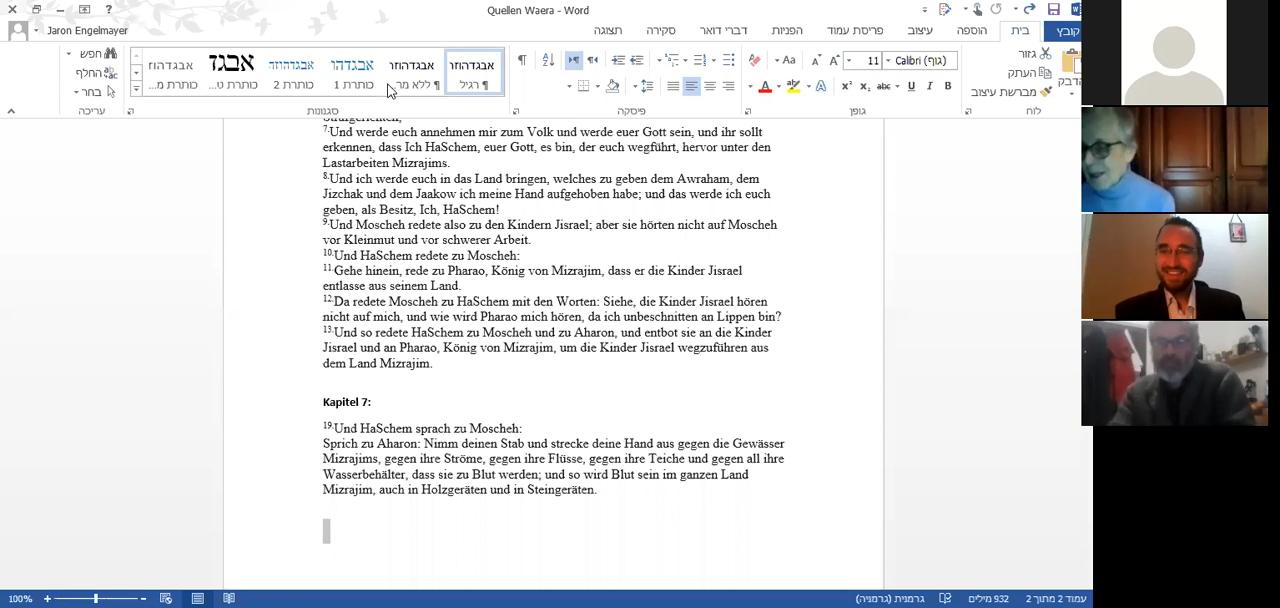 Quellen Waera - Word
Jaron Engelmayer
קובץ
בית
הוספה
עיצוב
פריסת עמוד
הפניות
דברי דואר
סקירה
תצוגה
הדבק
גזור
העתק
מברשת עיצוב
לוח
Calibri (גוף)
11
גופן
פיסקה
אבגדהוזר
¶ רגיל
אבגדהוזר
¶ ללא מר...
אבגדהו
כותרת 1
אבגדהווזז
כותרת 2
אבגז
כותרת ט...
אבגדהוזו
כותרת מ...
סגנונות
חפש
החלף
בחר
עריכה
7.Und werde euch annehmen mir zum Volk und werde euer Gott sein, und ihr sollt
erkennen, dass Ich HaSchem, euer Gott, es bin, der euch wegführt, hervor unter den
Lastarbeiten Mizrajims.
8.Und ich werde euch in das Land bringen, welches zu geben dem Awraham, dem
Jizchak und dem Jaakow ich meine Hand aufgehoben habe; und das werde ich euch
geben, als Besitz, Ich, HaSchem!
9.Und Moscheh redete also zu den Kindern Jisrael; aber sie hörten nicht auf Moscheh
vor Kleinmut und vor schwerer Arbeit.
10.Und HaSchem redete zu Moscheh:
11.Gehe hinein, rede zu Pharao, König von Mizrajim, dass er die Kinder Jisrael
entlasse aus seinem Land.
12.Da redete Moscheh zu HaSchem mit den Worten: Siehe, die Kinder Jisrael hören
nicht auf mich, und wie wird Pharao mich hören, da ich unbeschnitten an Lippen bin?
13.Und so redete HaSchem zu Moscheh und zu Aharon, und entbot sie an die Kinder
Jisrael und an Pharao, König von Mizrajim, um die Kinder Jisrael wegzuführen aus
dem Land Mizrajim.
Kapitel 7:
19.Und HaSchem sprach zu Moscheh:
Sprich zu Aharon: Nimm deinen Stab und strecke deine Hand aus gegen die Gewässer
Mizrajims, gegen ihre Ströme, gegen ihre Flüsse, gegen ihre Teiche und gegen all ihre
Wasserbehälter, dass sie zu Blut werden; und so wird Blut sein im ganzen Land
Mizrajim, auch in Holzgeräten und in Steingeräten.
עמוד 2 מתוך 2
932 מילים
גרמנית (גרמניה)
100%